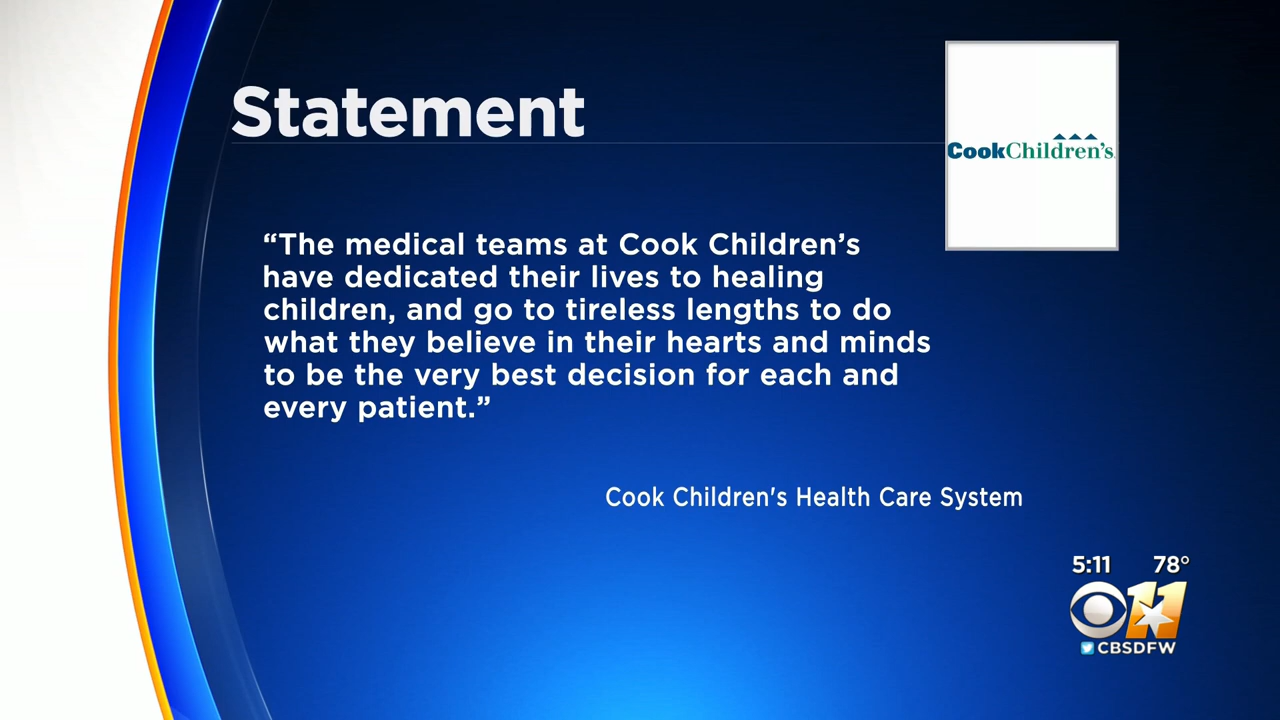 Statement
CookChildren's
“The medical teams at Cook Children’s
have dedicated their lives to healing
children, and go to tireless lengths to do
what they believe in their hearts and minds
to be the very best decision for each and
every patient.”
Cook Children's Health Care System
5:11 78°
11
CBSDFW